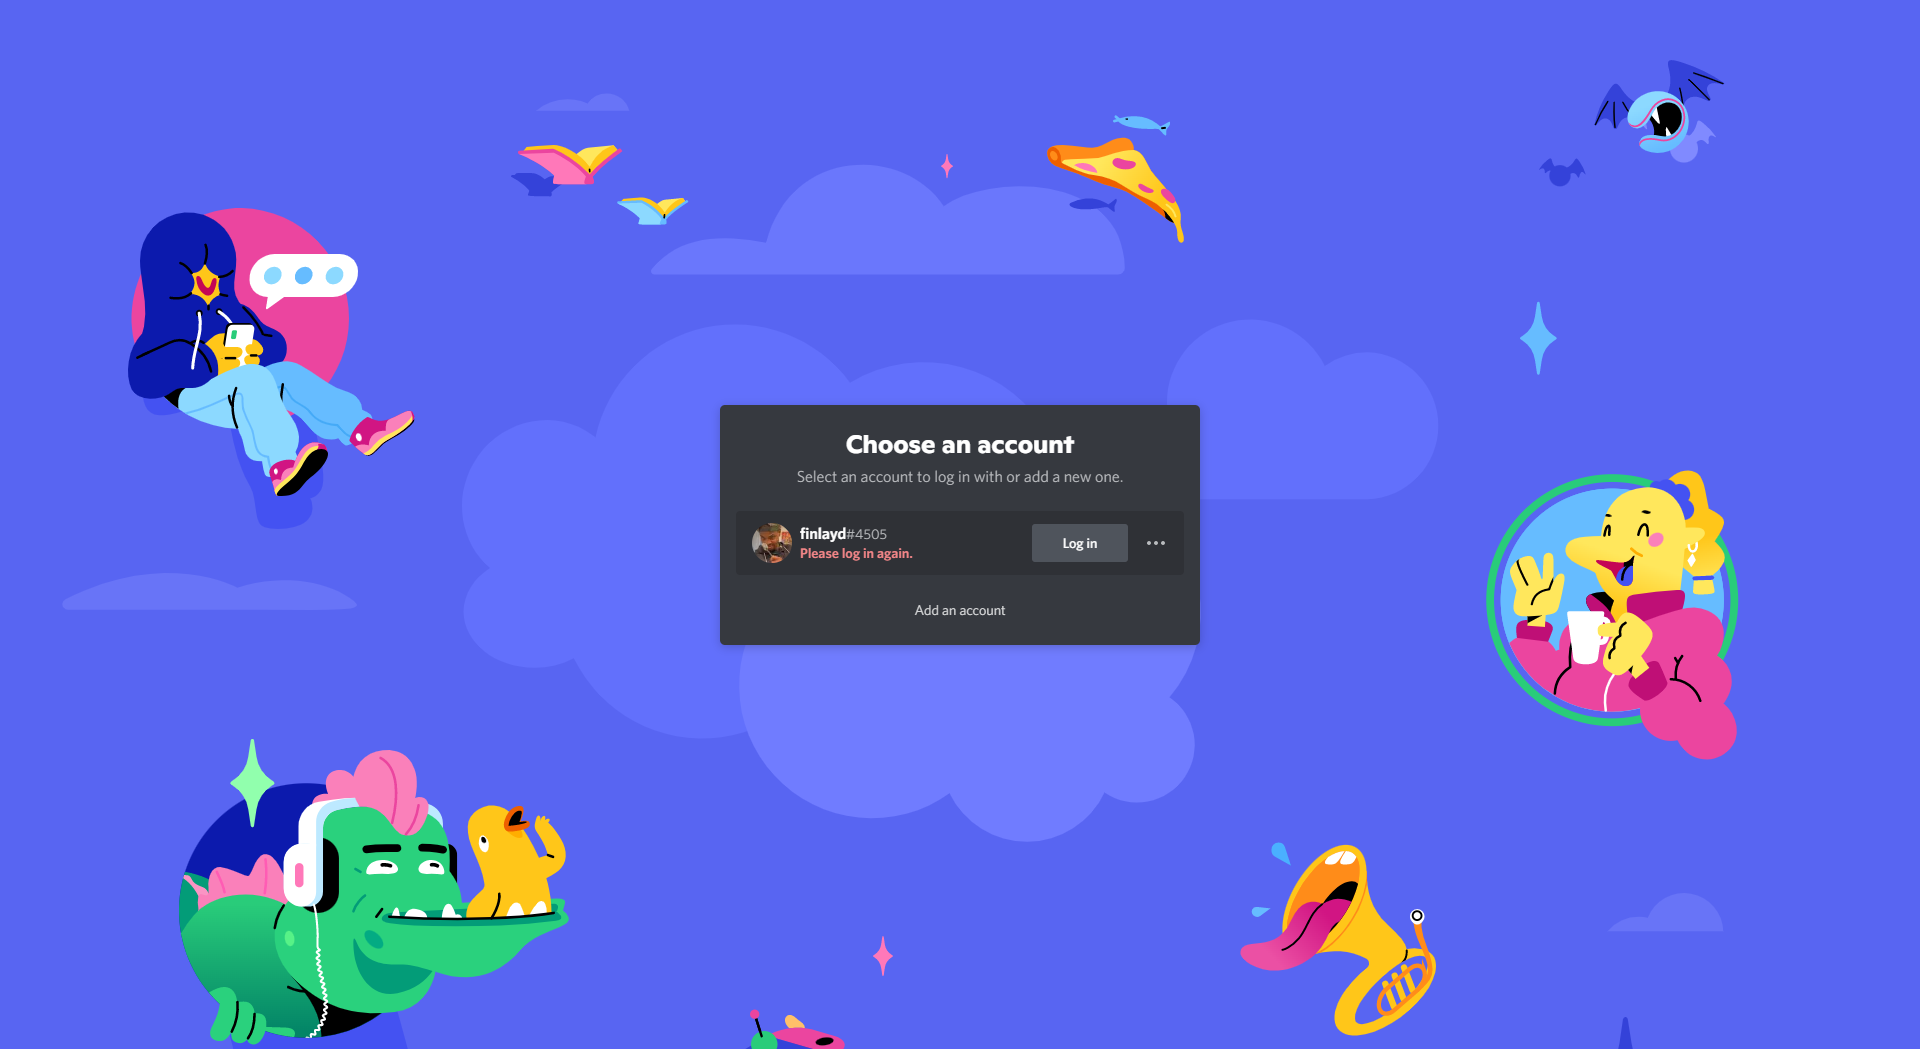 Choose an account
Select an account to log in with or add a new one.
finlayd#4505
Please log in again.
Log in
Add an account